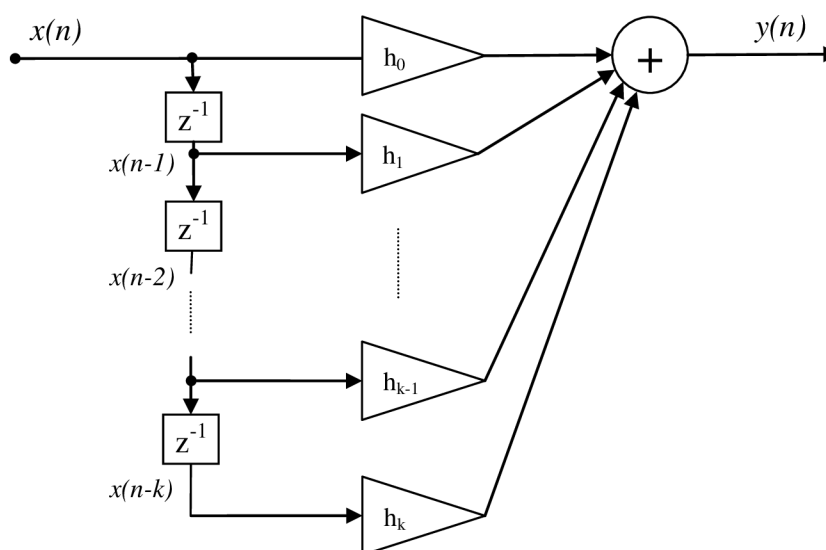 x(n)
y(n)
h₀
+
z⁻¹
x(n-1)
h₁
z⁻¹
x(n-2)
hₖ₋₁
z⁻¹
x(n-k)
hₖ